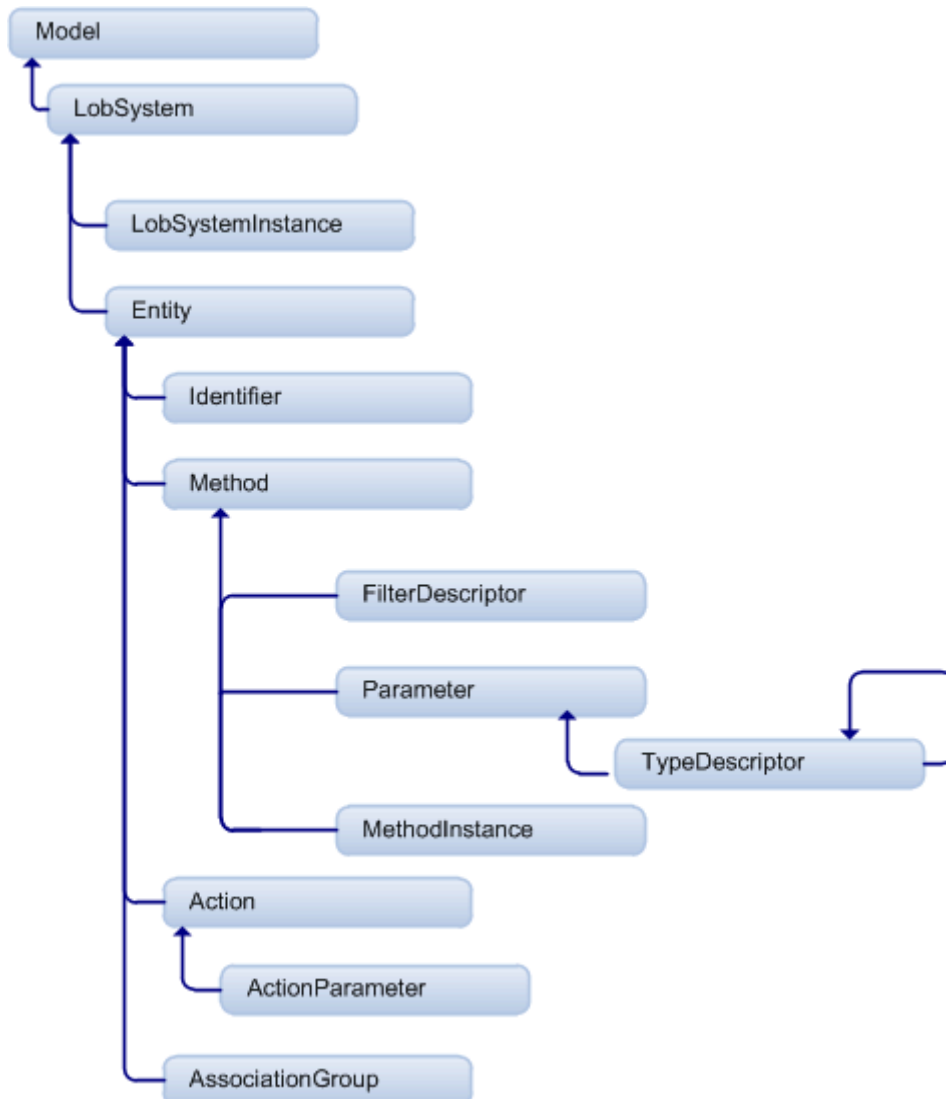 Model
LobSystem
LobSystemInstance
Entity
Identifier
Method
FilterDescriptor
Parameter
TypeDescriptor
MethodInstance
Action
ActionParameter
AssociationGroup